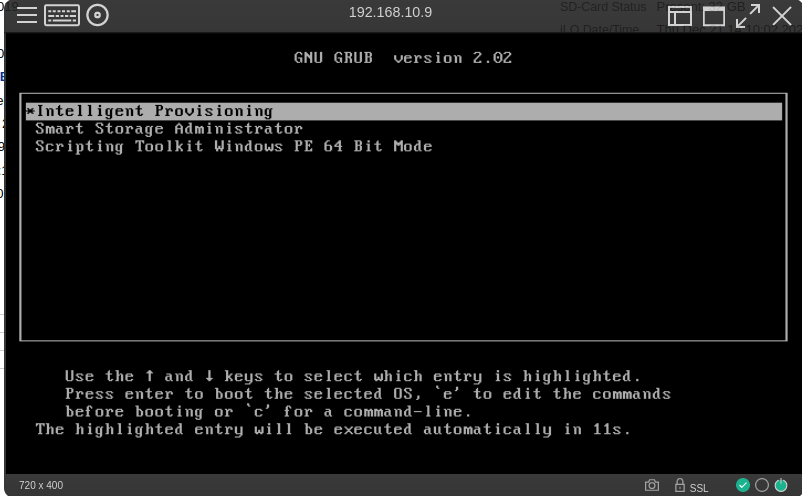 192.168.10.9
SD-Card Status
iLO Date/Time
GNU GRUB version 2.02
*Intelligent Provisioning
Smart Storage Administrator
Scripting Toolkit Windows PE 64 Bit Mode
Use the ↑ and ↓ keys to select which entry is highlighted.
Press enter to boot the selected OS, `e' to edit the commands
before booting or `c' for a command-line.
The highlighted entry will be executed automatically in 11s.
720 x 400
SSL